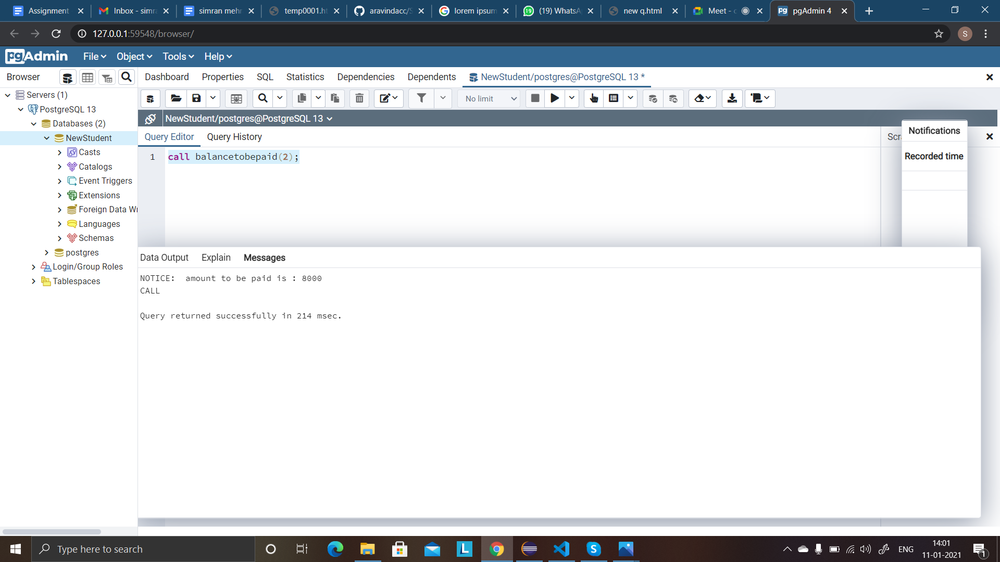 Assignment
Inbox - simra
simran mehr
temp0001.ht
aravindacc/S
lorem ipsum
(19) WhatsA
new q.html
Meet - c
pgAdmin 4
127.0.0.1:59548/browser/
S
pgAdmin
File
Object
Tools
Help
Browser
Dashboard
Properties
SQL
Statistics
Dependencies
Dependents
NewStudent/postgres@PostgreSQL 13 *
Servers (1)
PostgreSQL 13
Databases (2)
NewStudent
Casts
Catalogs
Event Triggers
Extensions
Foreign Data Wr
Languages
Schemas
postgres
Login/Group Roles
Tablespaces
No limit
NewStudent/postgres@PostgreSQL 13
Query Editor
Query History
Scr
Notifications
Recorded time
1 call balancetobepaid(2);
Data Output
Explain
Messages
NOTICE:  amount to be paid is : 8000
CALL
Query returned successfully in 214 msec.
Type here to search
L
ENG
14:01
11-01-2021
1